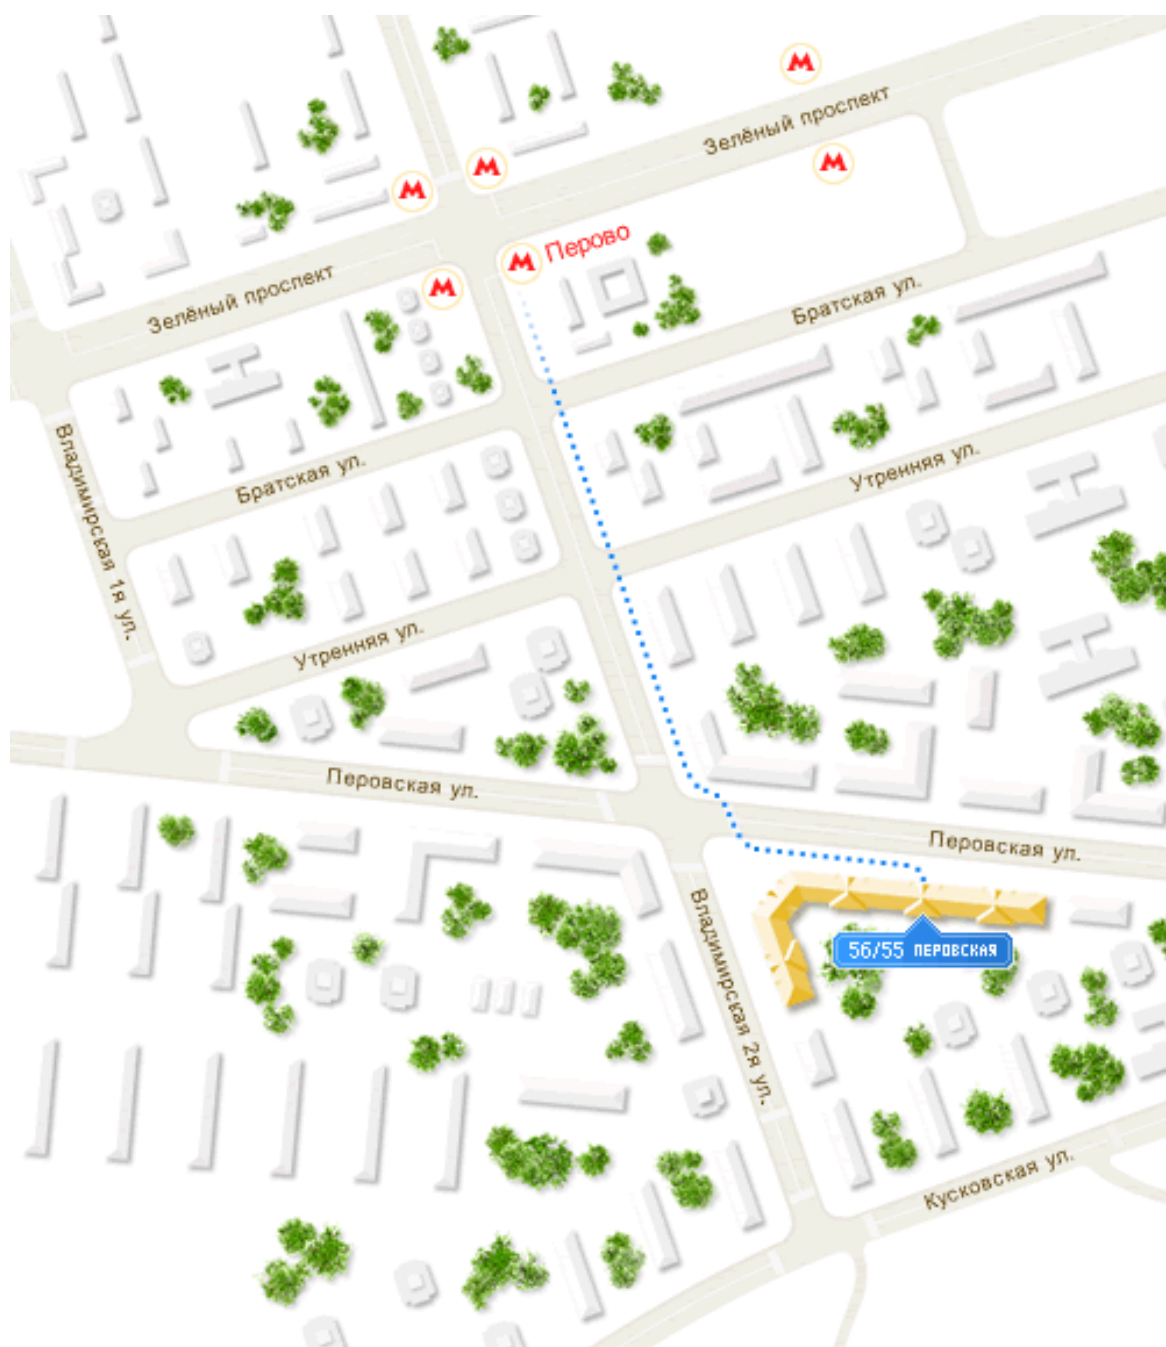 М
Зелёный проспект
М
М
М
Перово
М
М
Зелёный проспект
Братская ул.
Владимирская 1я ул.
Братская ул.
Утренняя ул.
Утренняя ул.
Перовская ул.
Перовская ул.
Владимирская 2я ул.
56/55 ПЕРОВСКАЯ
Кусковская ул.